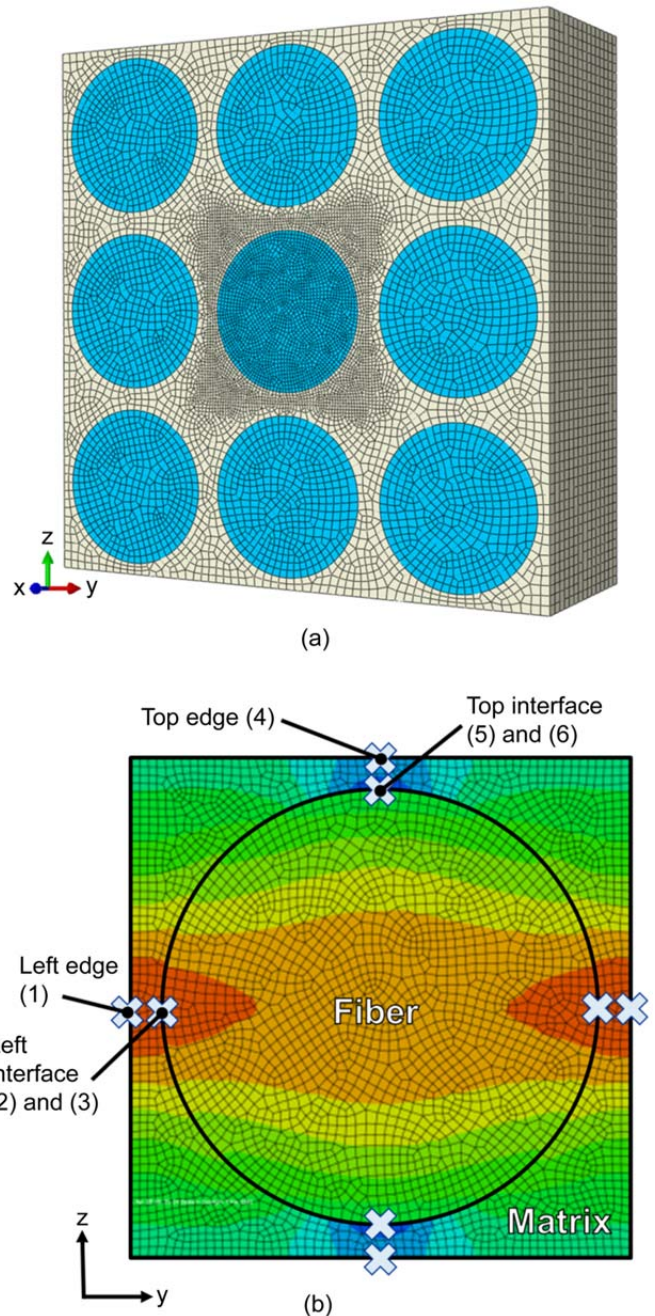 z
x
y
(a)
Top edge (4)
Top interface
(5) and (6)
Left edge
(1)
Fiber
eft
nterface
2) and (3)
Matrix
z
y
(b)